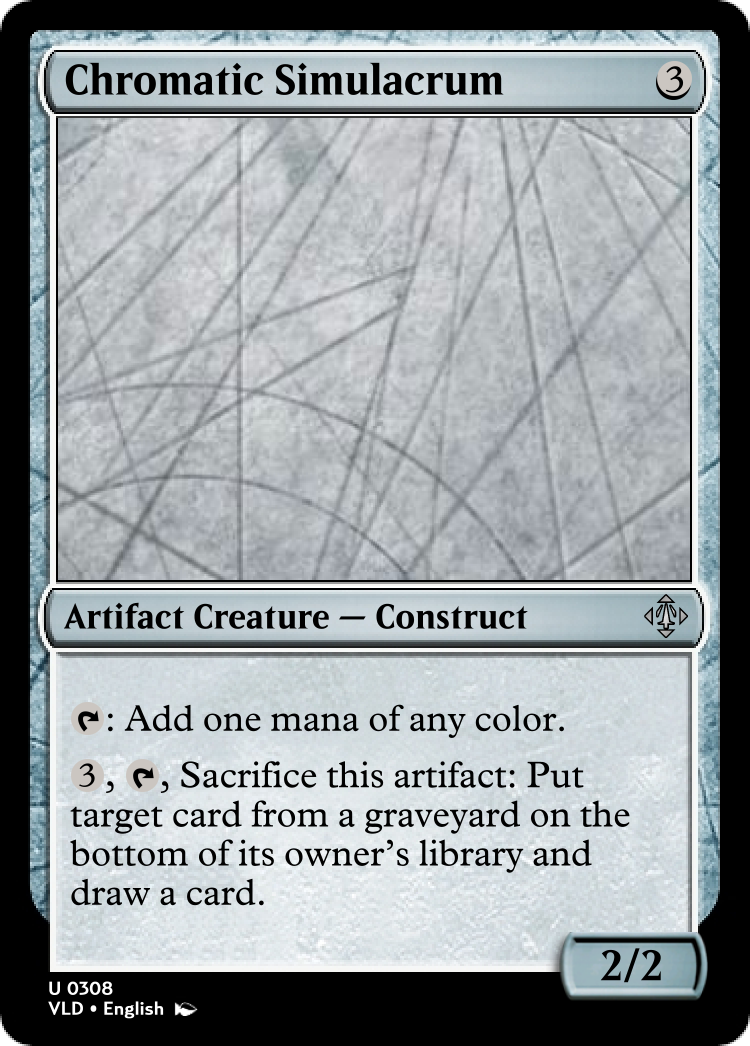 Chromatic Simulacrum 3
Artifact Creature — Construct
: Add one mana of any color.
3, , Sacrifice this artifact: Put
target card from a graveyard on the
bottom of its owner’s library and
draw a card.
2/2
U 0308
VLD • English